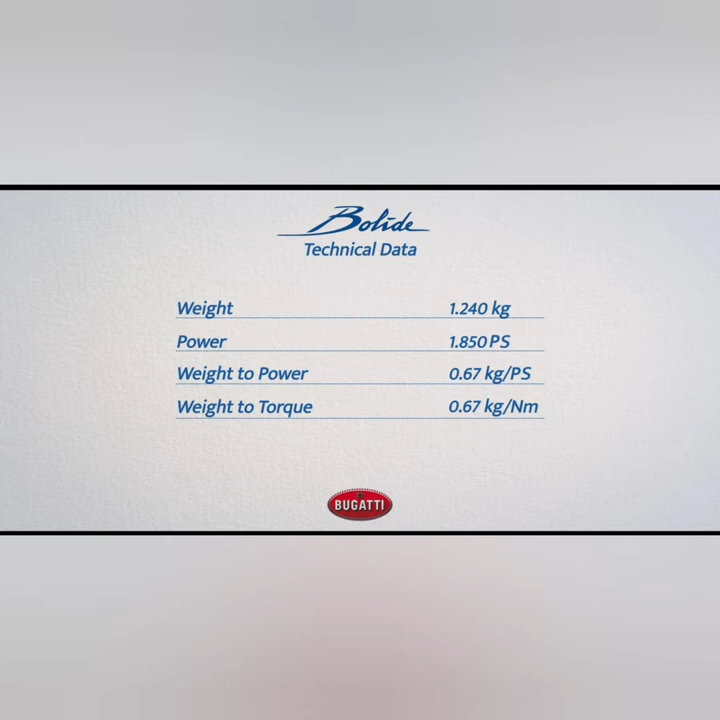 Bolide
Technical Data
Weight 1.240 kg
Power 1.850 PS
Weight to Power 0.67 kg/PS
Weight to Torque 0.67 kg/Nm
BUGATTI